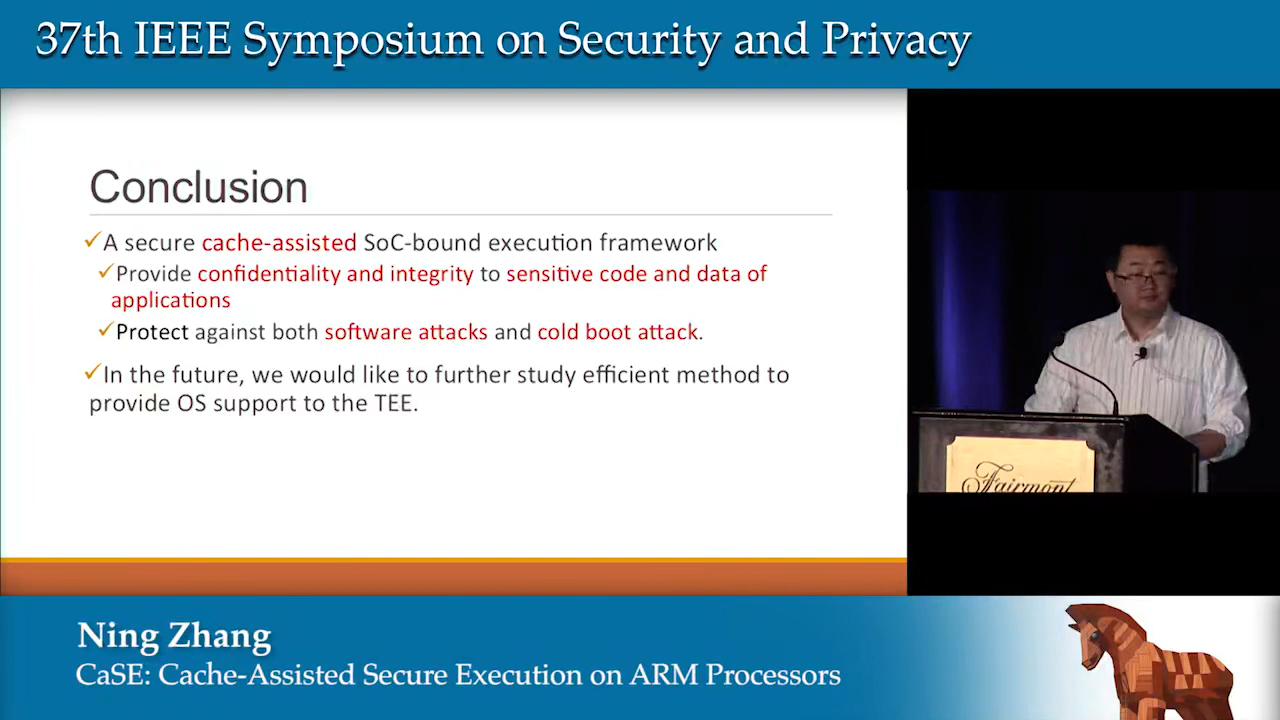 37th IEEE Symposium on Security and Privacy
Conclusion
✓A secure cache-assisted SoC-bound execution framework
✓Provide confidentiality and integrity to sensitive code and data of
applications
✓Protect against both software attacks and cold boot attack.
✓In the future, we would like to further study efficient method to
provide OS support to the TEE.
Fairmont
Ning Zhang
CaSE: Cache-Assisted Secure Execution on ARM Processors